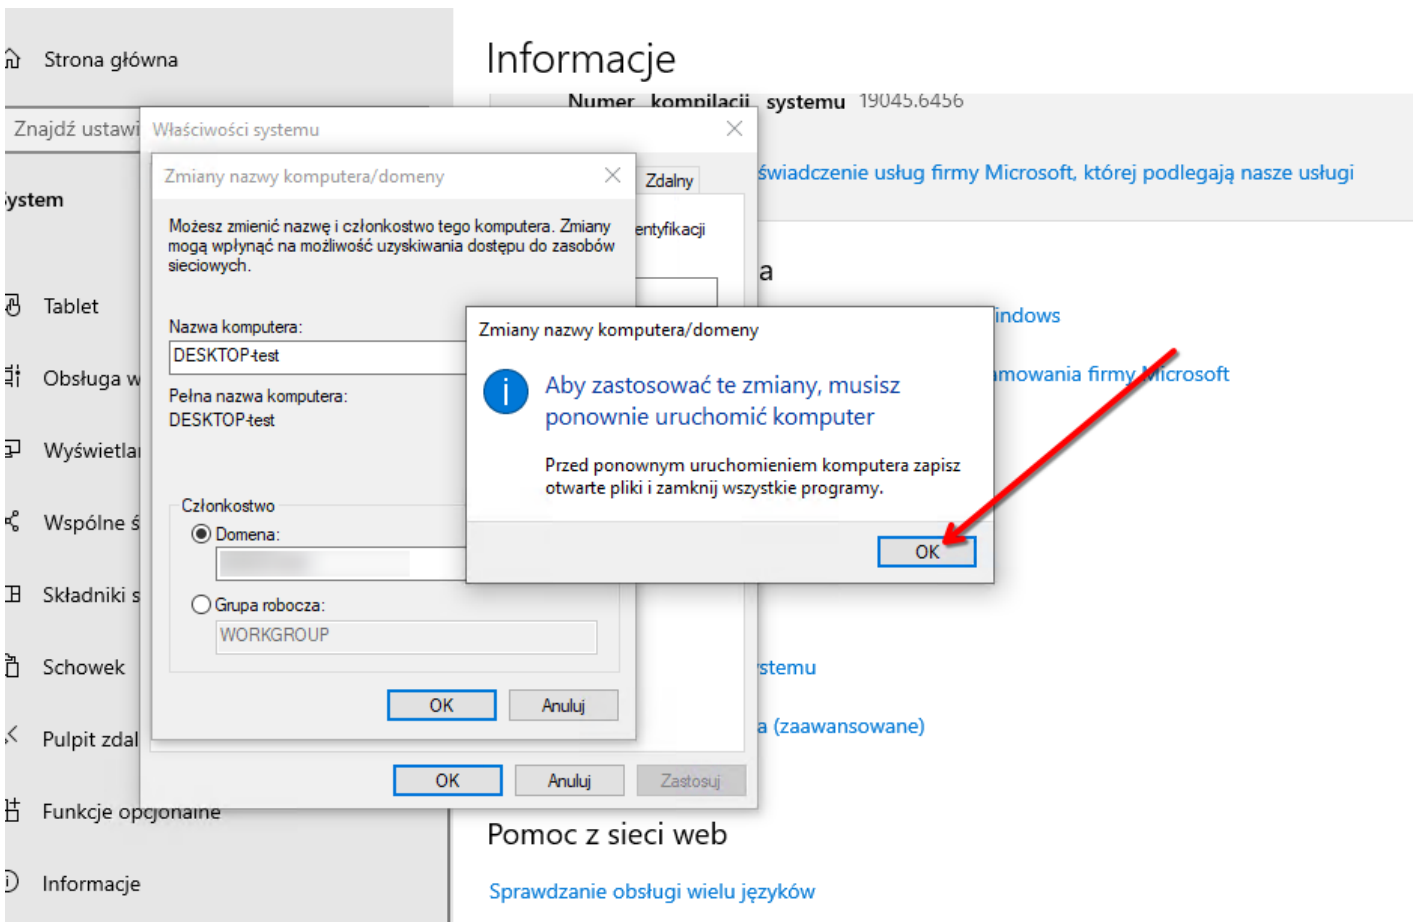 Strona główna
Znajdź ustawi
System
Tablet
Obsługa w
Wyświetla
Wspólne ś
Składniki s
Schowek
Pulpit zdal
Funkcje opcjonalne
Informacje
Informacje
Numer kompilacji systemu 19045.6456
świadczenie usług firmy Microsoft, której podlegają nasze usługi
a
indows
amowania firmy Microsoft
ystemu
a (zaawansowane)
Pomoc z sieci web
Sprawdzanie obsługi wielu języków
Właściwości systemu
Zdalny
entyfikacji
OK
Anuluj
Zastosuj
Zmiany nazwy komputera/domeny
Możesz zmienić nazwę i członkostwo tego komputera. Zmiany
mogą wpłynąć na możliwość uzyskiwania dostępu do zasobów
sieciowych.
Nazwa komputera:
DESKTOP-test
Pełna nazwa komputera:
DESKTOP-test
Członkostwo
Domena:
Grupa robocza:
WORKGROUP
OK
Anuluj
Zmiany nazwy komputera/domeny
Aby zastosować te zmiany, musisz
ponownie uruchomić komputer
Przed ponownym uruchomieniem komputera zapisz
otwarte pliki i zamknij wszystkie programy.
OK